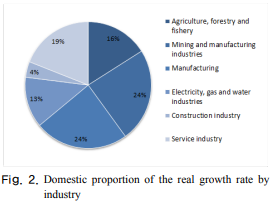 16%
24%
24%
13%
4%
19%
Agriculture, forestry and
fishery
Mining and manufacturing
industries
Manufacturing
Electricity, gas and water
industries
Construction industry
Service industry
Fig. 2. Domestic proportion of the real growth rate by
industry